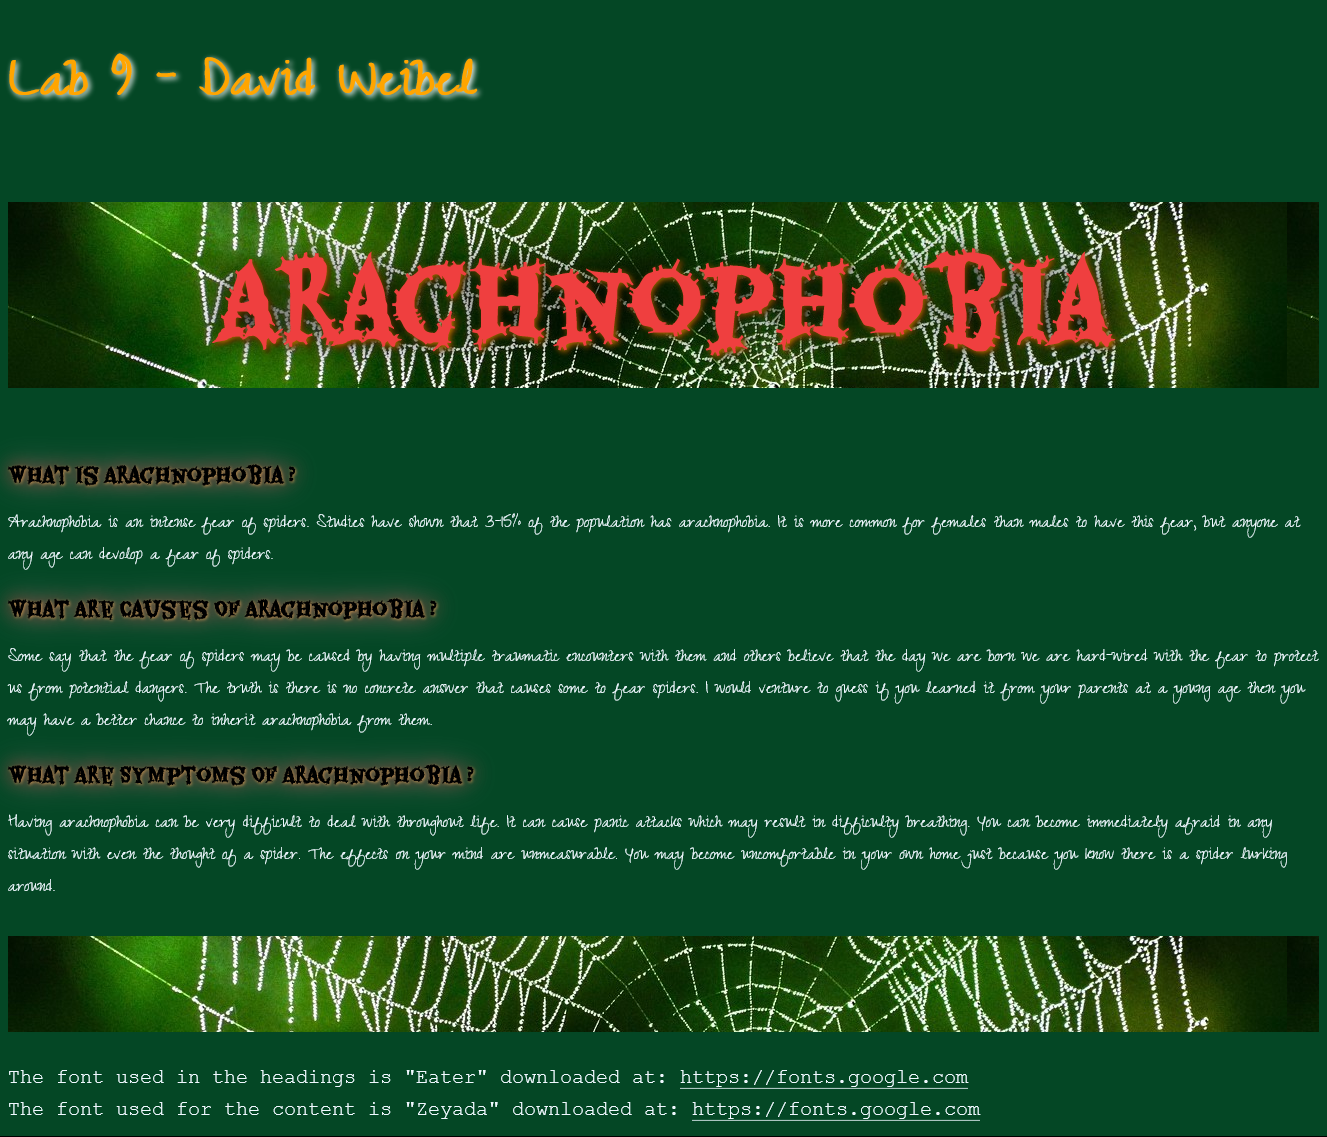 Lab 9 - David Weibel
ARACHNOPHOBIA
WHAT IS ARACHNOPHOBIA?
Arachnophobia is an intense fear of spiders. Studies have shown that 3-15% of the population has arachnophobia. It is more common for females than males to have this fear, but anyone at
any age can devolop a fear of spiders.
WHAT ARE CAUSES OF ARACHNOPHOBIA?
Some say that the fear of spiders may be caused by having multiple traumatic encounters with them and others believe that the day we are born we are hard-wired with the fear to protect
us from potential dangers. The truth is there is no concrete answer that causes some to fear spiders. I would venture to guess if you learned it from your parents at a young age then you
may have a better chance to inherit arachnophobia from them.
WHAT ARE SYMPTOMS OF ARACHNOPHOBIA?
Having arachnophobia can be very difficult to deal with throughout life. It can cause panic attacks which may result in difficulty breathing. You can become immediately afraid in any
situation with even the thought of a spider. The effects on your mind are unmeasurable. You may become uncomfortable in your own home just because you know there is a spider lurking
around.
The font used in the headings is "Eater" downloaded at: https://fonts.google.com
The font used for the content is "Zeyada" downloaded at: https://fonts.google.com